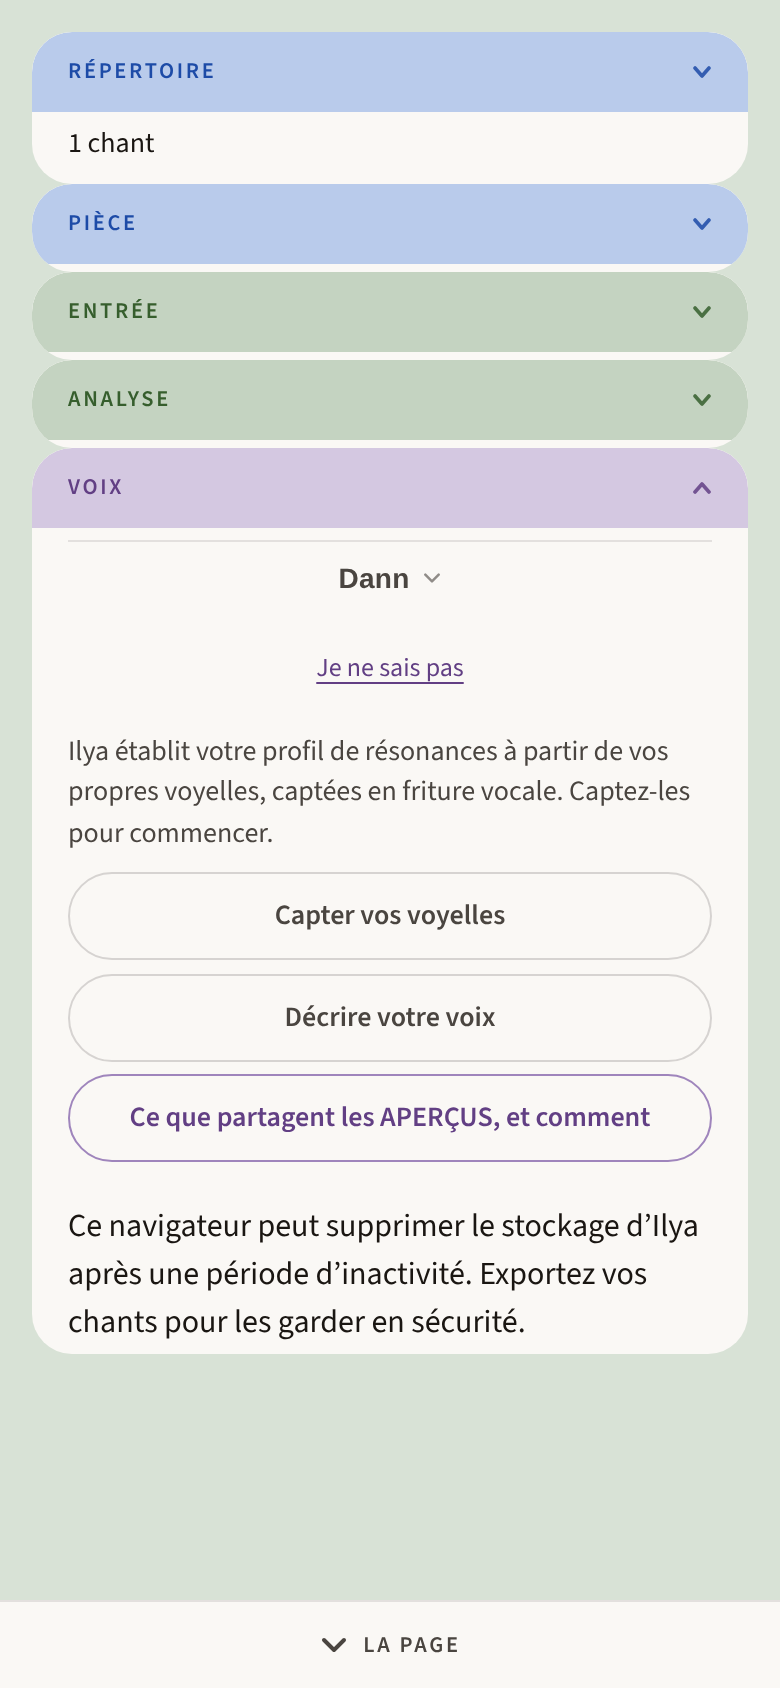 RÉPERTOIRE
1 chant
PIÈCE
ENTRÉE
ANALYSE
VOIX
Dann
Je ne sais pas
Ilya établit votre profil de résonances à partir de vos
propres voyelles, captées en friture vocale. Captez-les
pour commencer.
Capter vos voyelles
Décrire votre voix
Ce que partagent les APERÇUS, et comment
Ce navigateur peut supprimer le stockage d’Ilya
après une période d’inactivité. Exportez vos
chants pour les garder en sécurité.
LA PAGE